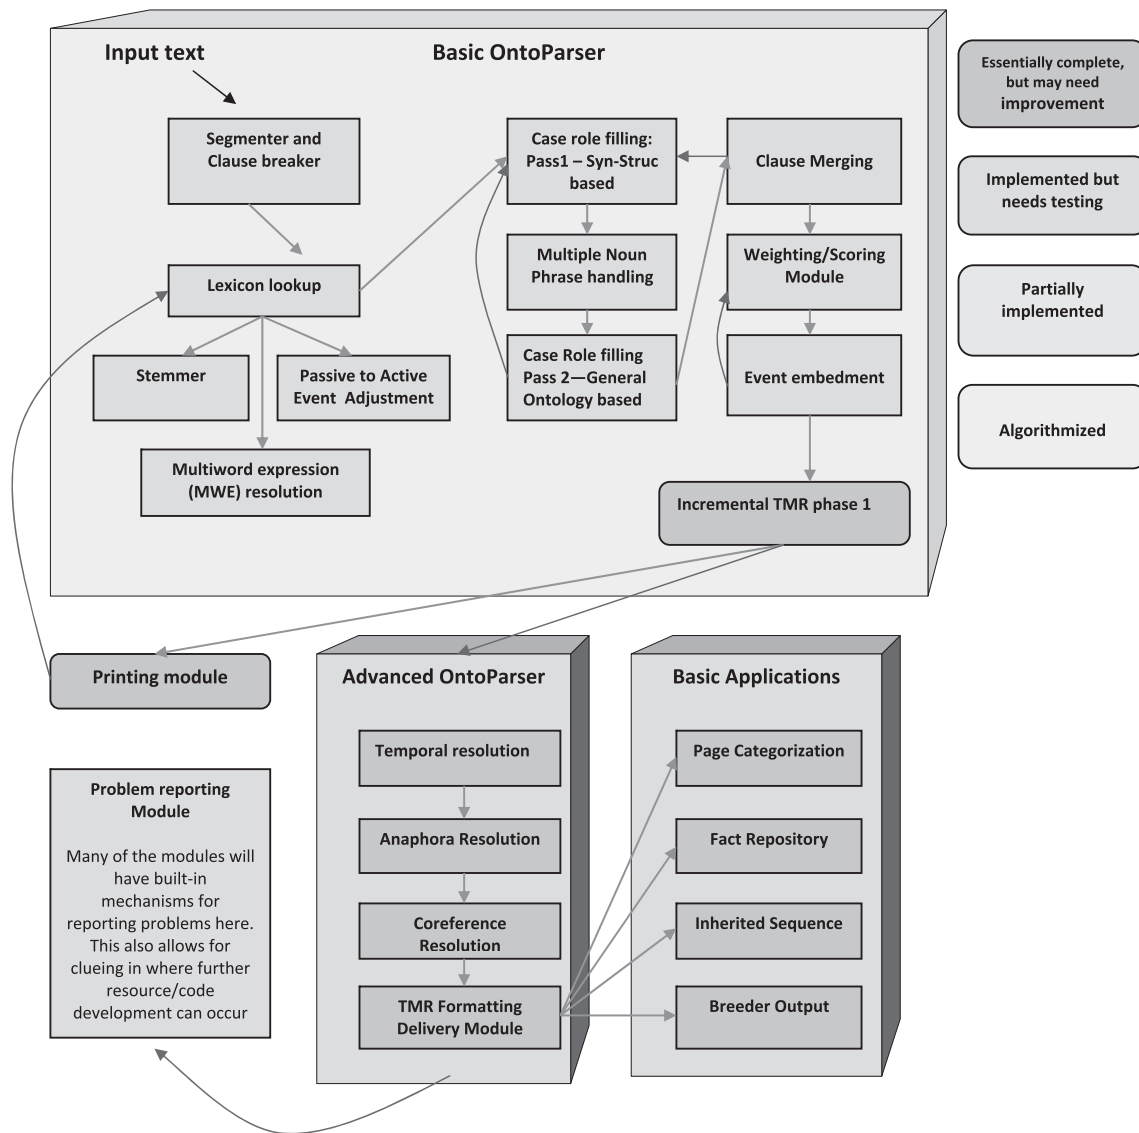 Input text
Basic OntoParser
Segmenter and
Clause breaker
Lexicon lookup
Stemmer
Passive to Active
Event Adjustment
Multiword expression
(MWE) resolution
Case role filling:
Pass1 – Syn-Struc
based
Multiple Noun
Phrase handling
Case Role filling
Pass 2—General
Ontology based
Clause Merging
Weighting/Scoring
Module
Event embedment
Incremental TMR phase 1
Essentially complete,
but may need
improvement
Implemented but
needs testing
Partially
implemented
Algorithmized
Printing module
Problem reporting
Module
Many of the modules will
have built-in
mechanisms for
reporting problems here.
This also allows for
clueing in where further
resource/code
development can occur
Advanced OntoParser
Temporal resolution
Anaphora Resolution
Coreference
Resolution
TMR Formatting
Delivery Module
Basic Applications
Page Categorization
Fact Repository
Inherited Sequence
Breeder Output